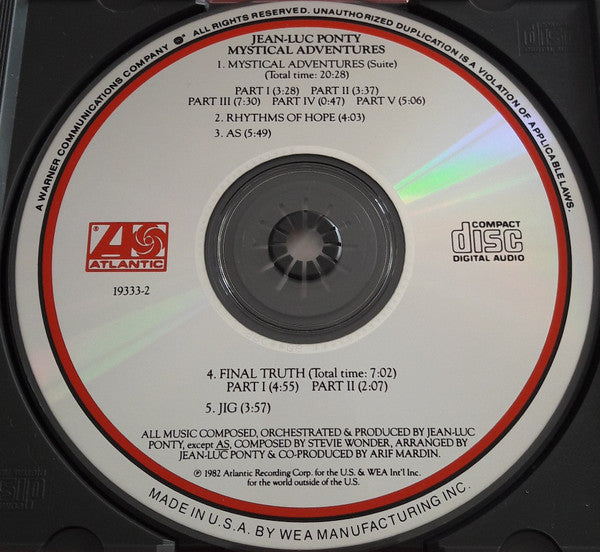 A WARNER COMMUNICATIONS COMPANY ALL RIGHTS RESERVED. UNAUTHORIZED DUPLICATION IS A VIOLATION OF APPLICABLE LAWS.
JEAN-LUC PONTY
MYSTICAL ADVENTURES
1. MYSTICAL ADVENTURES (Suite)
(Total time: 20:28)
PART I (3:28) PART II (3:37)
PART III (7:30) PART IV (0:47) PART V (5:06)
2. RHYTHMS OF HOPE (4:03)
3. AS (5:49)
ATLANTIC
19333-2
COMPACT
disc
DIGITAL AUDIO
4. FINAL TRUTH (Total time: 7:02)
PART I (4:55) PART II (2:07)
5. JIG (3:57)
ALL MUSIC COMPOSED, ORCHESTRATED & PRODUCED BY JEAN-LUC
PONTY, except AS, COMPOSED BY STEVIE WONDER, ARRANGED BY
JEAN-LUC PONTY & CO-PRODUCED BY ARIF MARDIN.
℗ 1982 Atlantic Recording Corp. for the U.S. & WEA Int'l Inc.
for the world outside of the U.S.
MADE IN U.S.A. BY WEA MANUFACTURING INC.